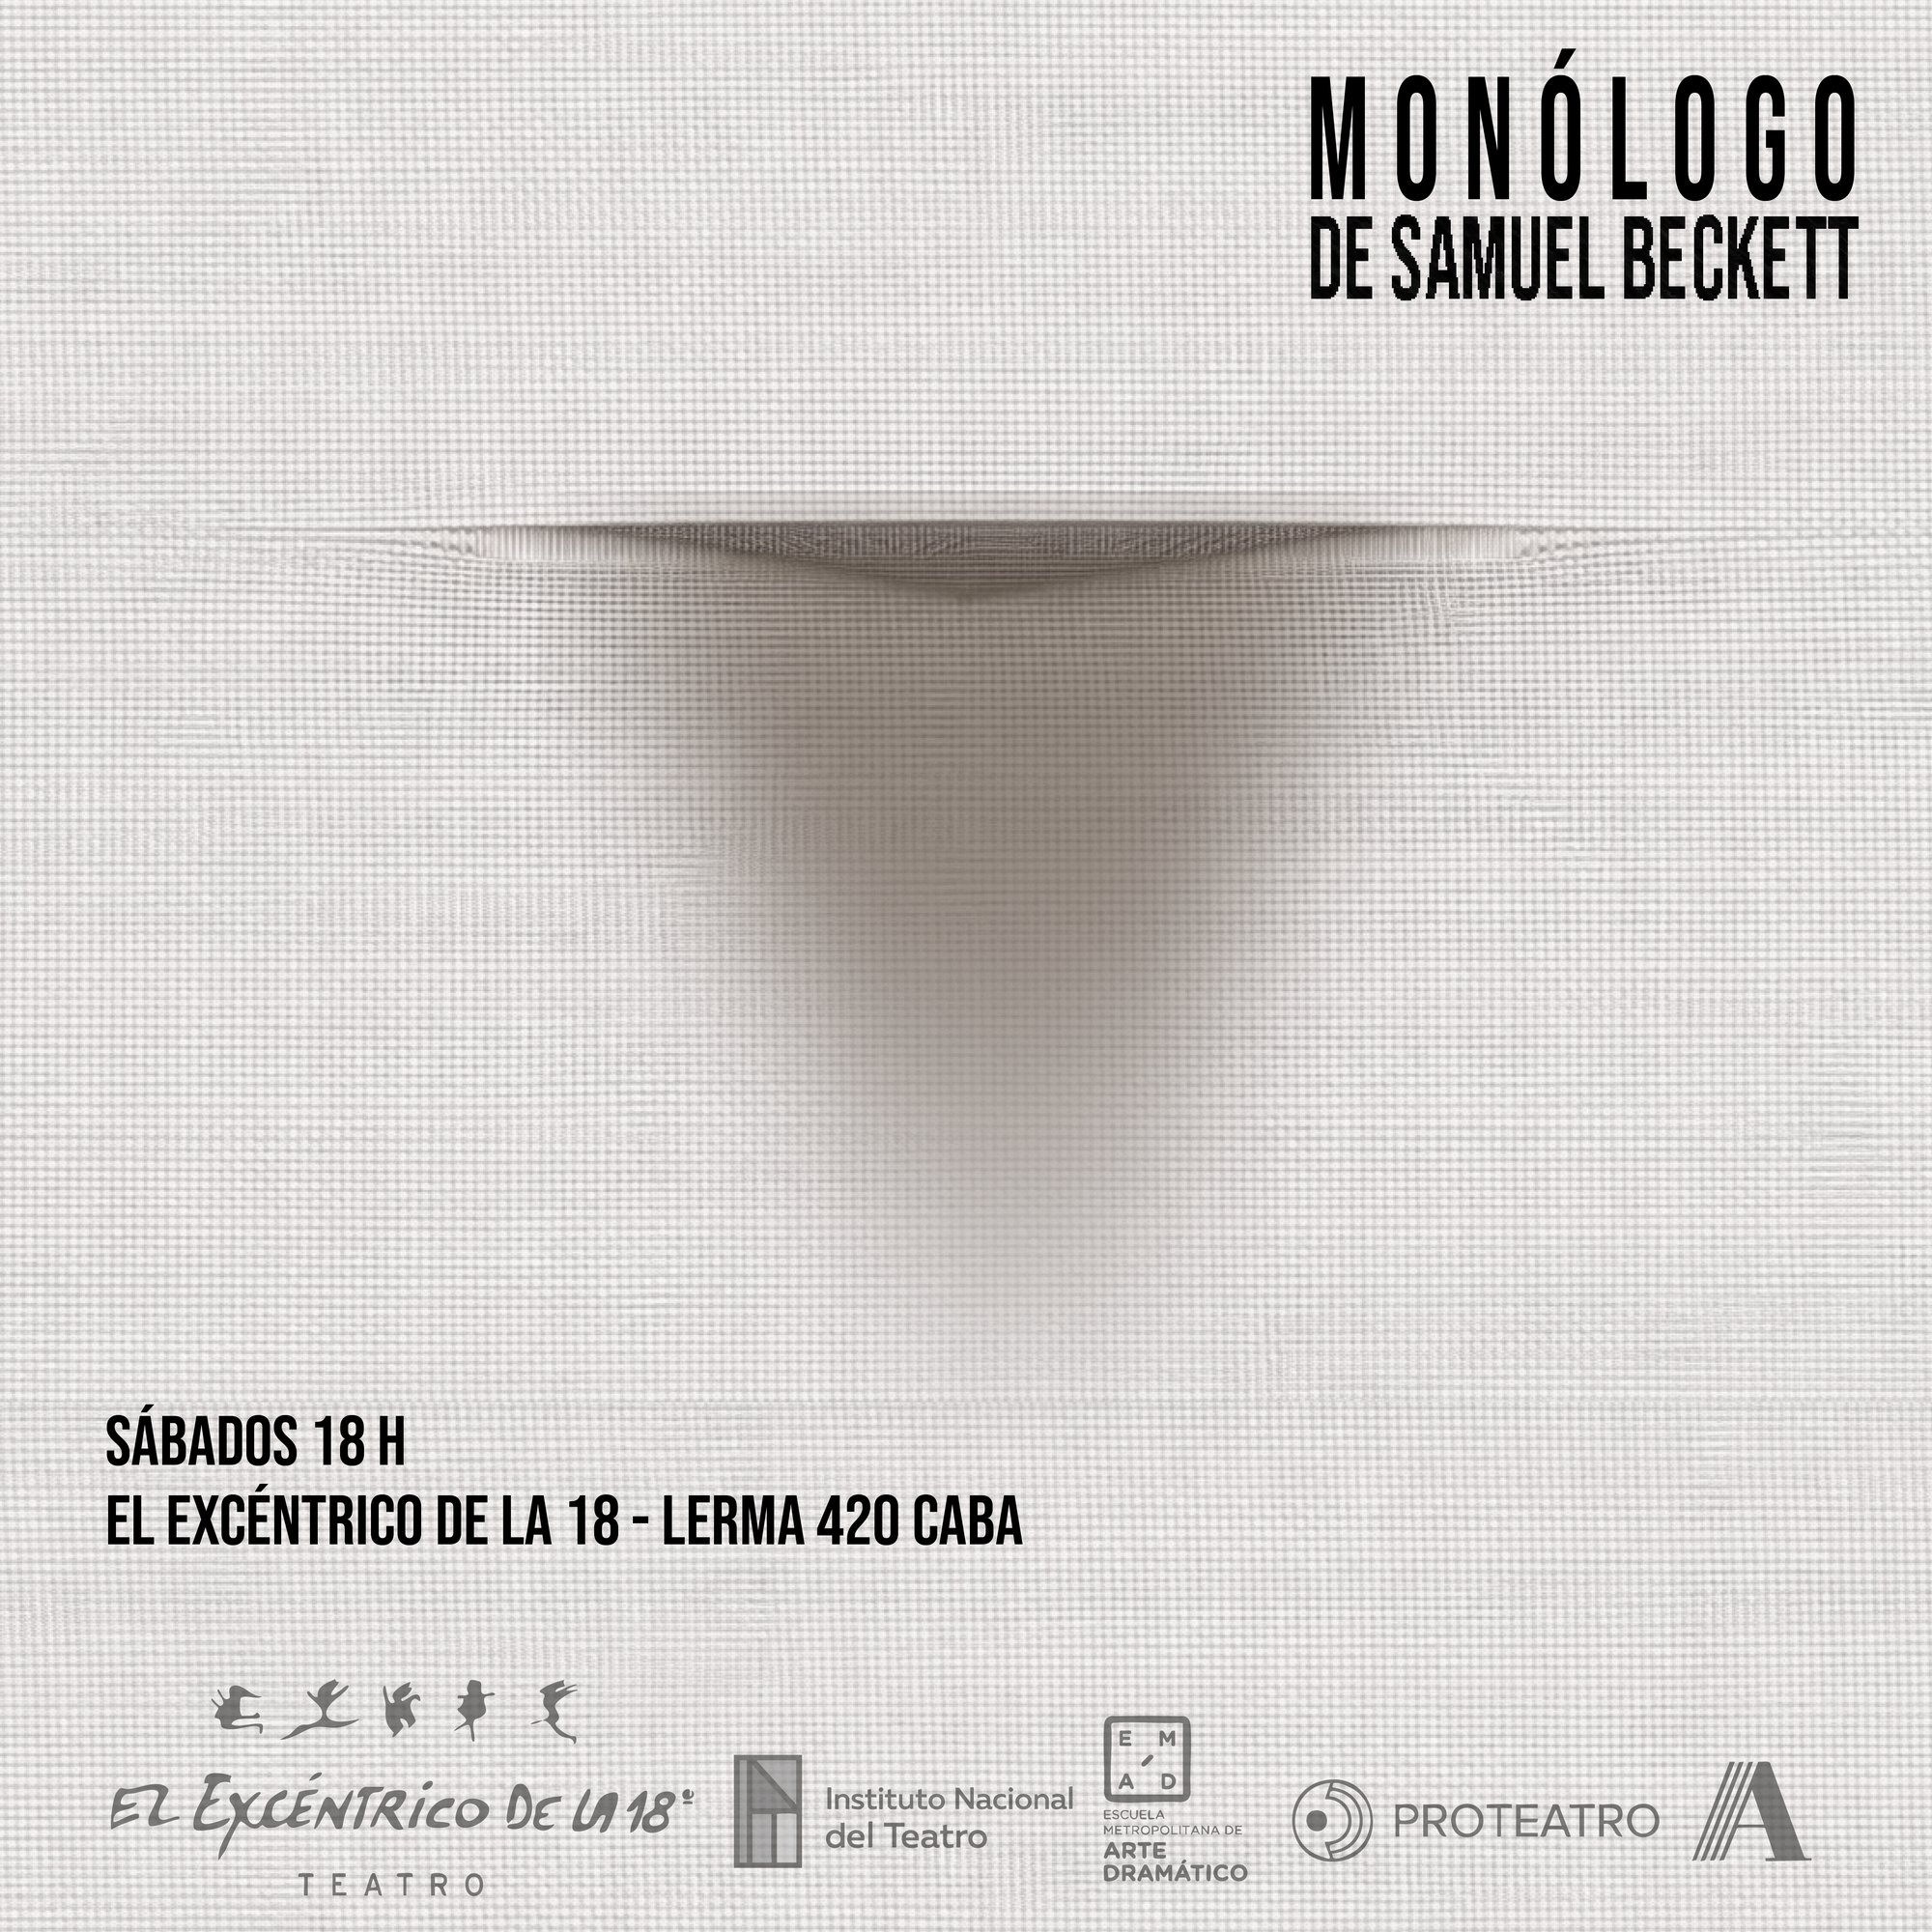 MONÓLOGO
DE SAMUEL BECKETT
SÁBADOS 18 H
EL EXCÉNTRICO DE LA 18 - LERMA 420 CABA
EL EXCÉNTRICO DE LA 18ª
TEATRO
Instituto Nacional
del Teatro
E M
A D
ESCUELA
METROPOLITANA DE
ARTE
DRAMÁTICO
PROTEATRO
A